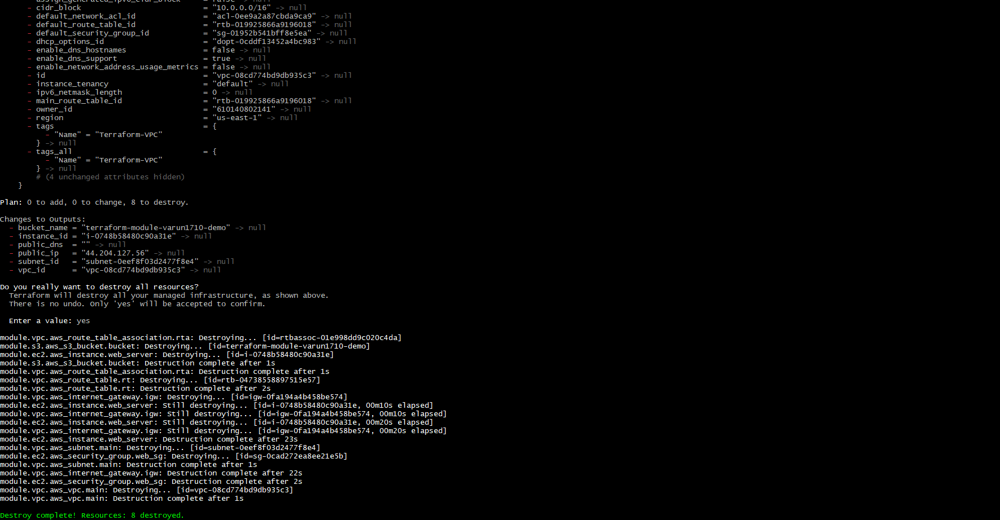 - assign_generated_ipv6_cidr_block     = false -> null
- cidr_block                           = "10.0.0.0/16" -> null
- default_network_acl_id               = "acl-0ee9a2a87cbda9ca9" -> null
- default_route_table_id               = "rtb-019925866a9196018" -> null
- default_security_group_id            = "sg-01952b541bff8e5ea" -> null
- dhcp_options_id                      = "dopt-0cddf13452a4bc983" -> null
- enable_dns_hostnames                 = false -> null
- enable_dns_support                   = true -> null
- enable_network_address_usage_metrics = false -> null
- id                                   = "vpc-08cd774bd9db935c3" -> null
- instance_tenancy                     = "default" -> null
- ipv6_netmask_length                  = 0 -> null
- main_route_table_id                  = "rtb-019925866a9196018" -> null
- owner_id                             = "610140802141" -> null
- region                               = "us-east-1" -> null
- tags                                 = {
- "Name" = "Terraform-VPC"
} -> null
- tags_all                             = {
- "Name" = "Terraform-VPC"
} -> null
# (4 unchanged attributes hidden)
}
Plan: 0 to add, 0 to change, 8 to destroy.
Changes to Outputs:
- bucket_name = "terraform-module-varun1710-demo" -> null
- instance_id = "i-0748b58480c90a31e" -> null
- public_dns  = "" -> null
- public_ip   = "44.204.127.56" -> null
- subnet_id   = "subnet-0eef8f03d2477f8e4" -> null
- vpc_id      = "vpc-08cd774bd9db935c3" -> null
Do you really want to destroy all resources?
Terraform will destroy all your managed infrastructure, as shown above.
There is no undo. Only 'yes' will be accepted to confirm.
Enter a value: yes
module.vpc.aws_route_table_association.rta: Destroying... [id=rtbassoc-01e998dd9c020c4da]
module.s3.aws_s3_bucket.bucket: Destroying... [id=terraform-module-varun1710-demo]
module.ec2.aws_instance.web_server: Destroying... [id=i-0748b58480c90a31e]
module.s3.aws_s3_bucket.bucket: Destruction complete after 1s
module.vpc.aws_route_table_association.rta: Destruction complete after 1s
module.vpc.aws_route_table.rt: Destroying... [id=rtb-04738558897515e57]
module.vpc.aws_route_table.rt: Destruction complete after 2s
module.vpc.aws_internet_gateway.igw: Destroying... [id=igw-0fa194a4b458be574]
module.ec2.aws_instance.web_server: Still destroying... [id=i-0748b58480c90a31e, 00m10s elapsed]
module.vpc.aws_internet_gateway.igw: Still destroying... [id=igw-0fa194a4b458be574, 00m10s elapsed]
module.ec2.aws_instance.web_server: Still destroying... [id=i-0748b58480c90a31e, 00m20s elapsed]
module.vpc.aws_internet_gateway.igw: Still destroying... [id=igw-0fa194a4b458be574, 00m20s elapsed]
module.ec2.aws_instance.web_server: Destruction complete after 23s
module.vpc.aws_subnet.main: Destroying... [id=subnet-0eef8f03d2477f8e4]
module.ec2.aws_security_group.web_sg: Destroying... [id=sg-0cad272ea8ee21e5b]
module.vpc.aws_subnet.main: Destruction complete after 1s
module.vpc.aws_internet_gateway.igw: Destruction complete after 22s
module.ec2.aws_security_group.web_sg: Destruction complete after 2s
module.vpc.aws_vpc.main: Destroying... [id=vpc-08cd774bd9db935c3]
module.vpc.aws_vpc.main: Destruction complete after 1s
Destroy complete! Resources: 8 destroyed.